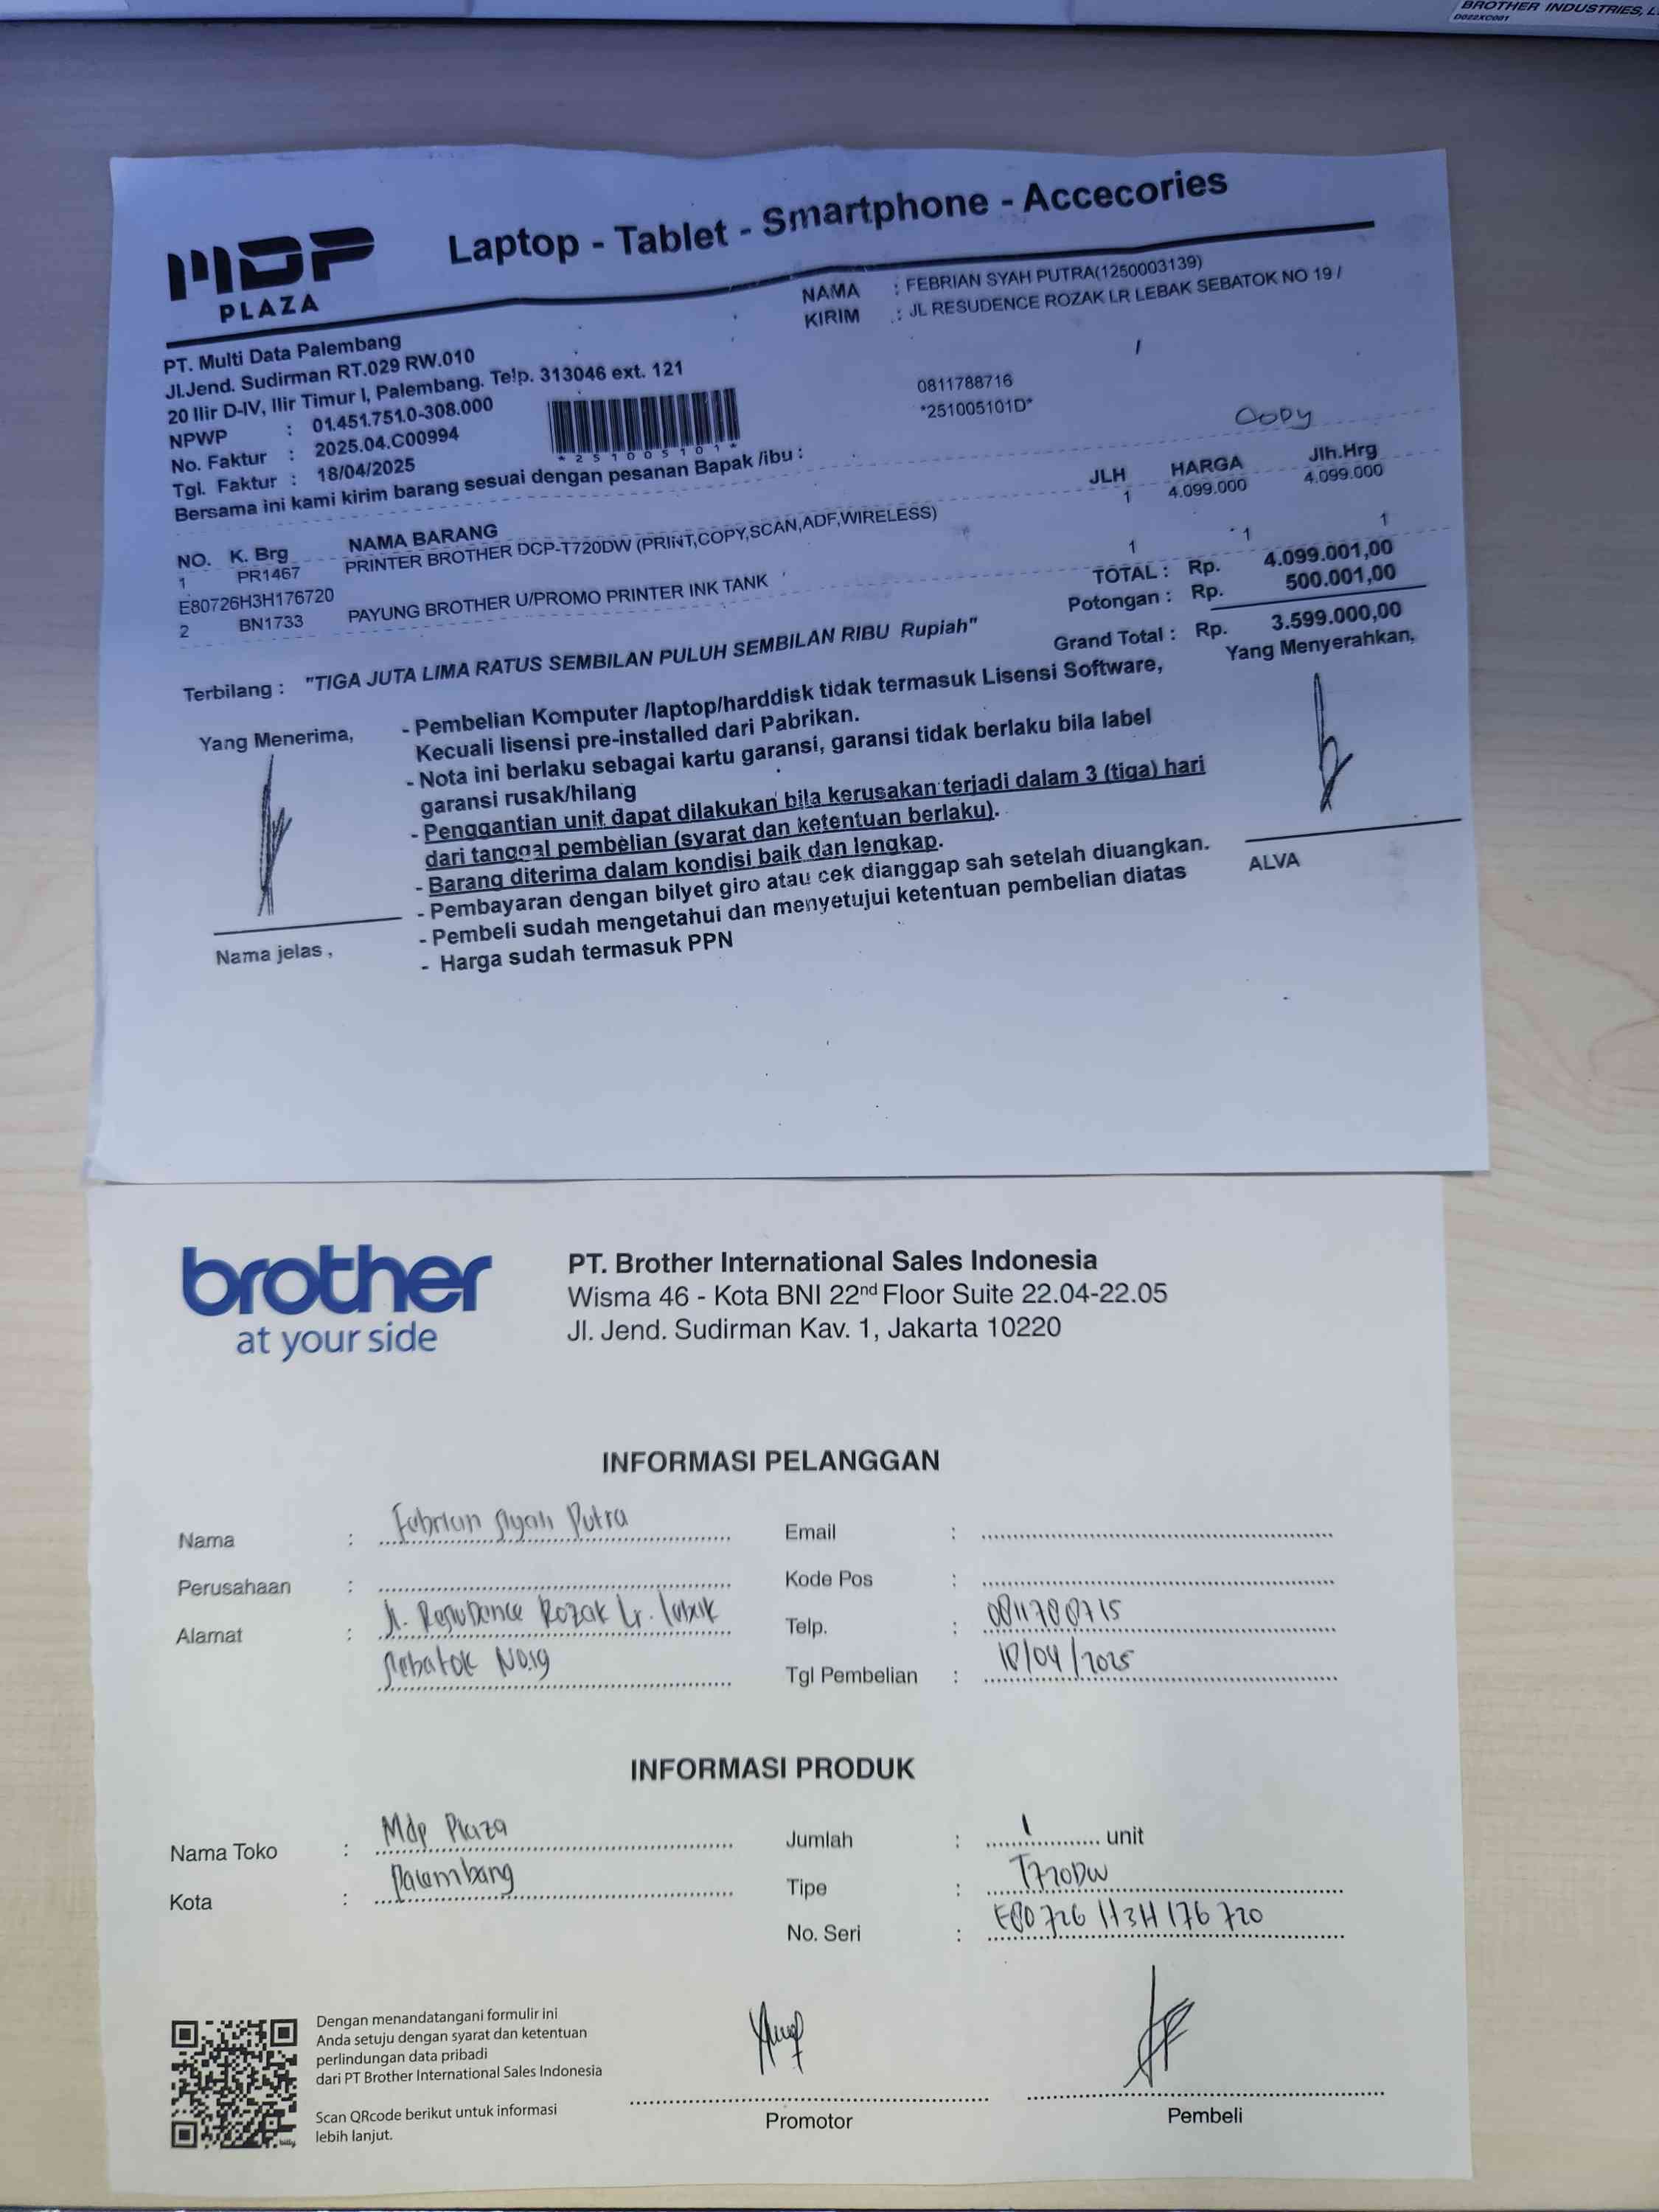 BROTHER INDUSTRIES, L
D022XC001
MDP
PLAZA
Laptop - Tablet - Smartphone - Accecories
NAMA : FEBRIAN SYAH PUTRA(1250003139)
KIRIM : JL RESUDENCE ROZAK LR LEBAK SEBATOK NO 19 /
/
0811788716
*251005101D*
Copy
PT. Multi Data Palembang
Jl.Jend. Sudirman RT.029 RW.010
20 Ilir D-IV, Ilir Timur I, Palembang. Telp. 313046 ext. 121
NPWP : 01.451.751.0-308.000
No. Faktur : 2025.04.C00994
Tgl. Faktur : 18/04/2025
*251005101*
Bersama ini kami kirim barang sesuai dengan pesanan Bapak /ibu :
NO. K. Brg NAMA BARANG JLH HARGA Jlh.Hrg
1 PR1467 PRINTER BROTHER DCP-T720DW (PRINT,COPY,SCAN,ADF,WIRELESS) 1 4.099.000 4.099.000
E80726H3H176720
2 BN1733 PAYUNG BROTHER U/PROMO PRINTER INK TANK 1 1 1
TOTAL : Rp. 4.099.001,00
Potongan : Rp. 500.001,00
Grand Total : Rp. 3.599.000,00
Terbilang : "TIGA JUTA LIMA RATUS SEMBILAN PULUH SEMBILAN RIBU Rupiah"
Yang Menerima,
Yang Menyerahkan,
- Pembelian Komputer /laptop/harddisk tidak termasuk Lisensi Software,
Kecuali lisensi pre-installed dari Pabrikan.
- Nota ini berlaku sebagai kartu garansi, garansi tidak berlaku bila label
garansi rusak/hilang
- Penggantian unit dapat dilakukan bila kerusakan terjadi dalam 3 (tiga) hari
dari tanggal pembelian (syarat dan ketentuan berlaku).
- Barang diterima dalam kondisi baik dan lengkap.
- Pembayaran dengan bilyet giro atau cek dianggap sah setelah diuangkan.
- Pembeli sudah mengetahui dan menyetujui ketentuan pembelian diatas
- Harga sudah termasuk PPN
Nama jelas ,
ALVA
brother
at your side
PT. Brother International Sales Indonesia
Wisma 46 - Kota BNI 22nd Floor Suite 22.04-22.05
Jl. Jend. Sudirman Kav. 1, Jakarta 10220
INFORMASI PELANGGAN
Nama : Febrian Syah Putra
Perusahaan :
Alamat : Jl. Resudence Rozak Lr. lebak
Sebatok No.19
Email :
Kode Pos :
Telp. : 0811788715
Tgl Pembelian : 18/04/2025
INFORMASI PRODUK
Nama Toko : Mdp Plaza
Kota : Palembang
Jumlah : 1 unit
Tipe : T720DW
No. Seri : E80726H3H176720
Dengan menandatangani formulir ini
Anda setuju dengan syarat dan ketentuan
perlindungan data pribadi
dari PT Brother International Sales Indonesia
Scan QRcode berikut untuk informasi
lebih lanjut.
bitly
Promotor
Pembeli